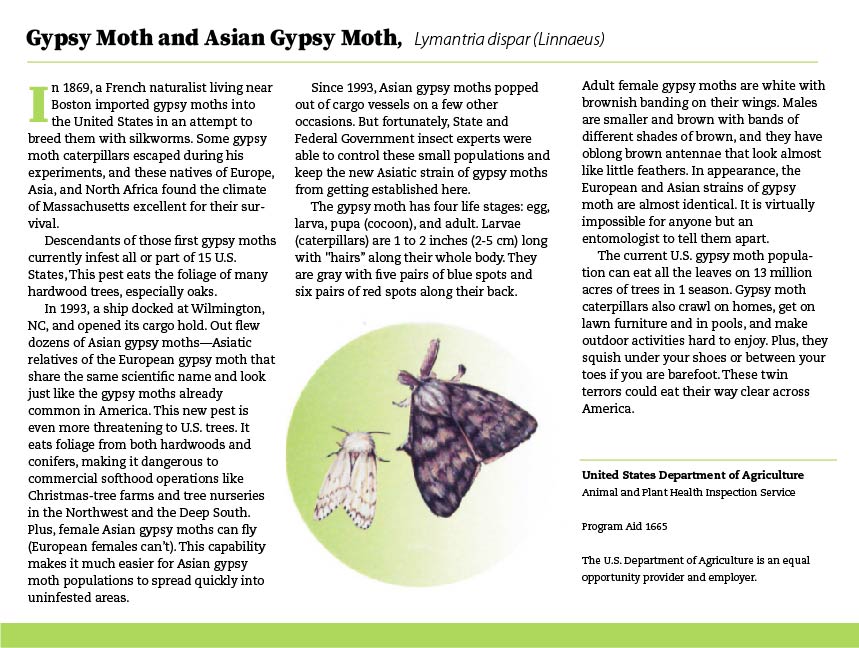 Gypsy Moth and Asian Gypsy Moth, Lymantria dispar (Linnaeus)
In 1869, a French naturalist living near
Boston imported gypsy moths into
the United States in an attempt to
breed them with silkworms. Some gypsy
moth caterpillars escaped during his
experiments, and these natives of Europe,
Asia, and North Africa found the climate
of Massachusetts excellent for their sur-
vival.
Descendants of those first gypsy moths
currently infest all or part of 15 U.S.
States, This pest eats the foliage of many
hardwood trees, especially oaks.
In 1993, a ship docked at Wilmington,
NC, and opened its cargo hold. Out flew
dozens of Asian gypsy moths—Asiatic
relatives of the European gypsy moth that
share the same scientific name and look
just like the gypsy moths already
common in America. This new pest is
even more threatening to U.S. trees. It
eats foliage from both hardwoods and
conifers, making it dangerous to
commercial softhood operations like
Christmas-tree farms and tree nurseries
in the Northwest and the Deep South.
Plus, female Asian gypsy moths can fly
(European females can't). This capability
makes it much easier for Asian gypsy
moth populations to spread quickly into
uninfested areas.
Since 1993, Asian gypsy moths popped
out of cargo vessels on a few other
occasions. But fortunately, State and
Federal Government insect experts were
able to control these small populations and
keep the new Asiatic strain of gypsy moths
from getting established here.
The gypsy moth has four life stages: egg,
larva, pupa (cocoon), and adult. Larvae
(caterpillars) are 1 to 2 inches (2-5 cm) long
with "hairs" along their whole body. They
are gray with five pairs of blue spots and
six pairs of red spots along their back.
Adult female gypsy moths are white with
brownish banding on their wings. Males
are smaller and brown with bands of
different shades of brown, and they have
oblong brown antennae that look almost
like little feathers. In appearance, the
European and Asian strains of gypsy
moth are almost identical. It is virtually
impossible for anyone but an
entomologist to tell them apart.
The current U.S. gypsy moth popula-
tion can eat all the leaves on 13 million
acres of trees in 1 season. Gypsy moth
caterpillars also crawl on homes, get on
lawn furniture and in pools, and make
outdoor activities hard to enjoy. Plus, they
squish under your shoes or between your
toes if you are barefoot. These twin
terrors could eat their way clear across
America.
United States Department of Agriculture
Animal and Plant Health Inspection Service
Program Aid 1665
The U.S. Department of Agriculture is an equal
opportunity provider and employer.